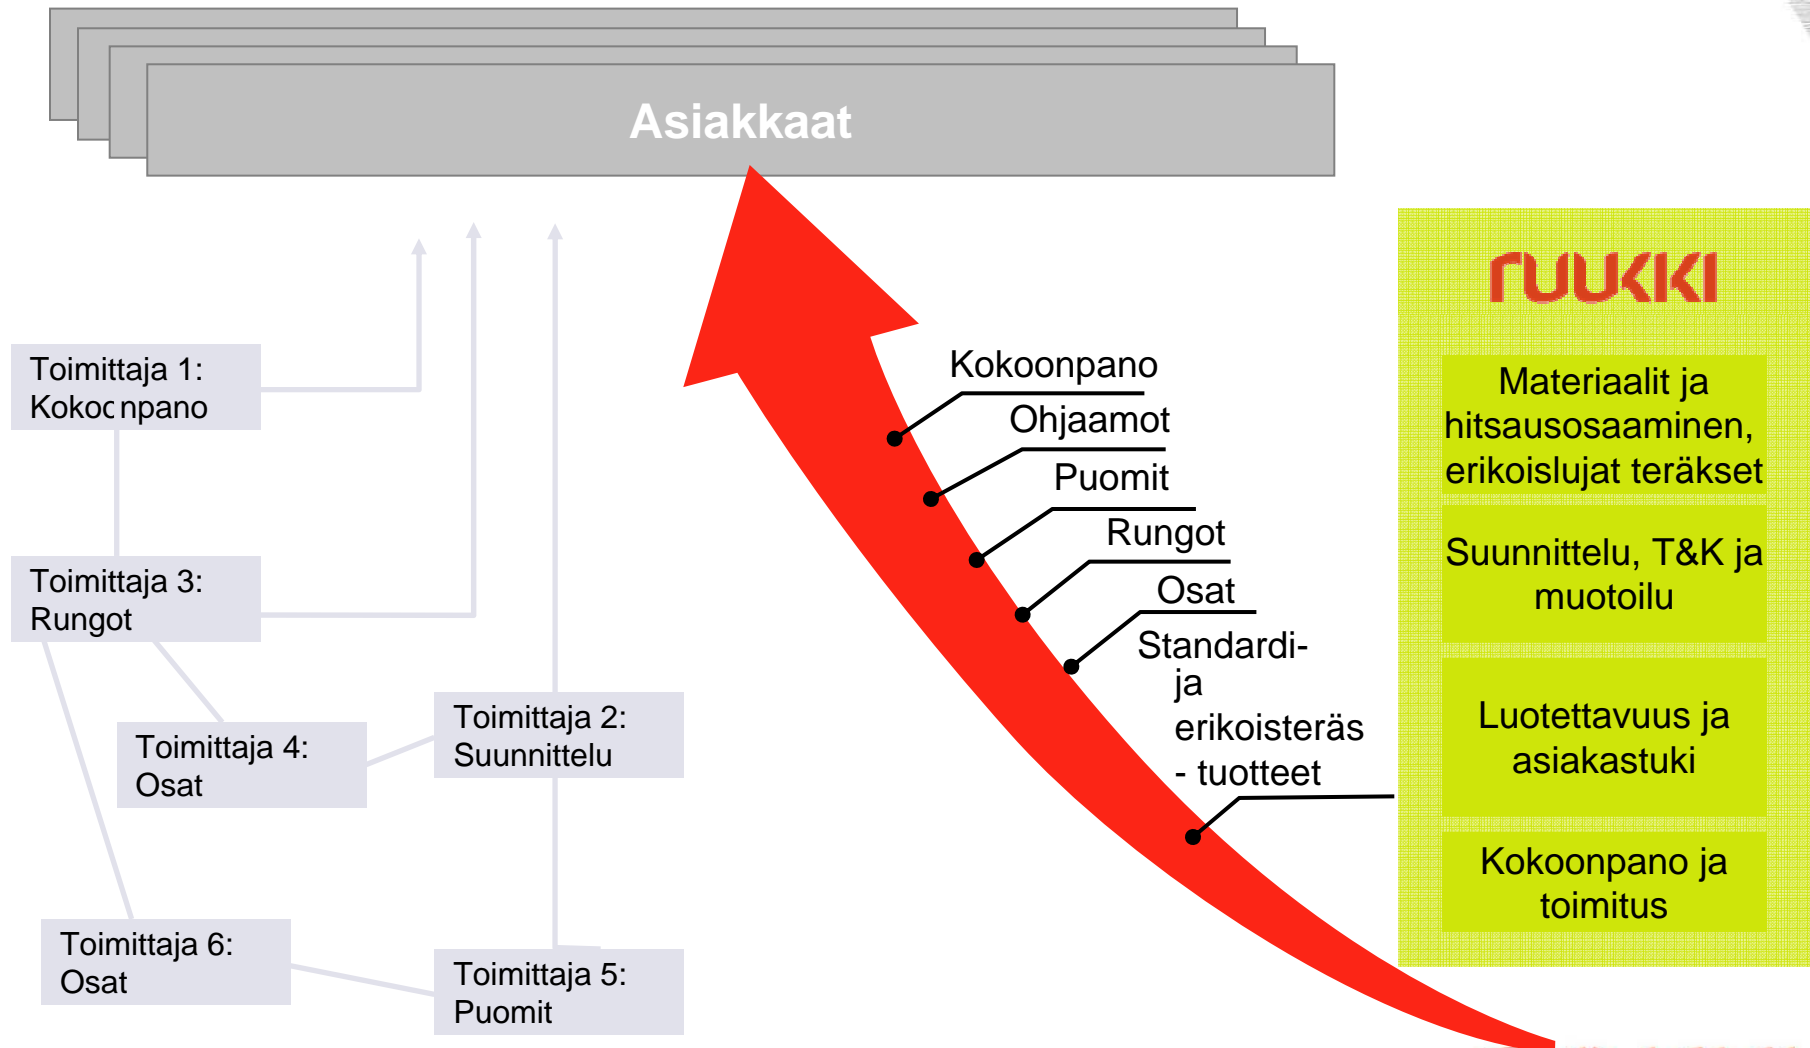 Asiakkaat
Toimittaja 1:
Kokoonpano
Toimittaja 3:
Rungot
Toimittaja 4:
Osat
Toimittaja 2:
Suunnittelu
Toimittaja 6:
Osat
Toimittaja 5:
Puomit
Kokoonpano
Ohjaamot
Puomit
Rungot
Osat
Standardi-
ja
erikoisteräs
- tuotteet
ruukki
Materiaalit ja
hitsausosaaminen,
erikoislujat teräkset
Suunnittelu, T&K ja
muotoilu
Luotettavuus ja
asiakastuki
Kokoonpano ja
toimitus